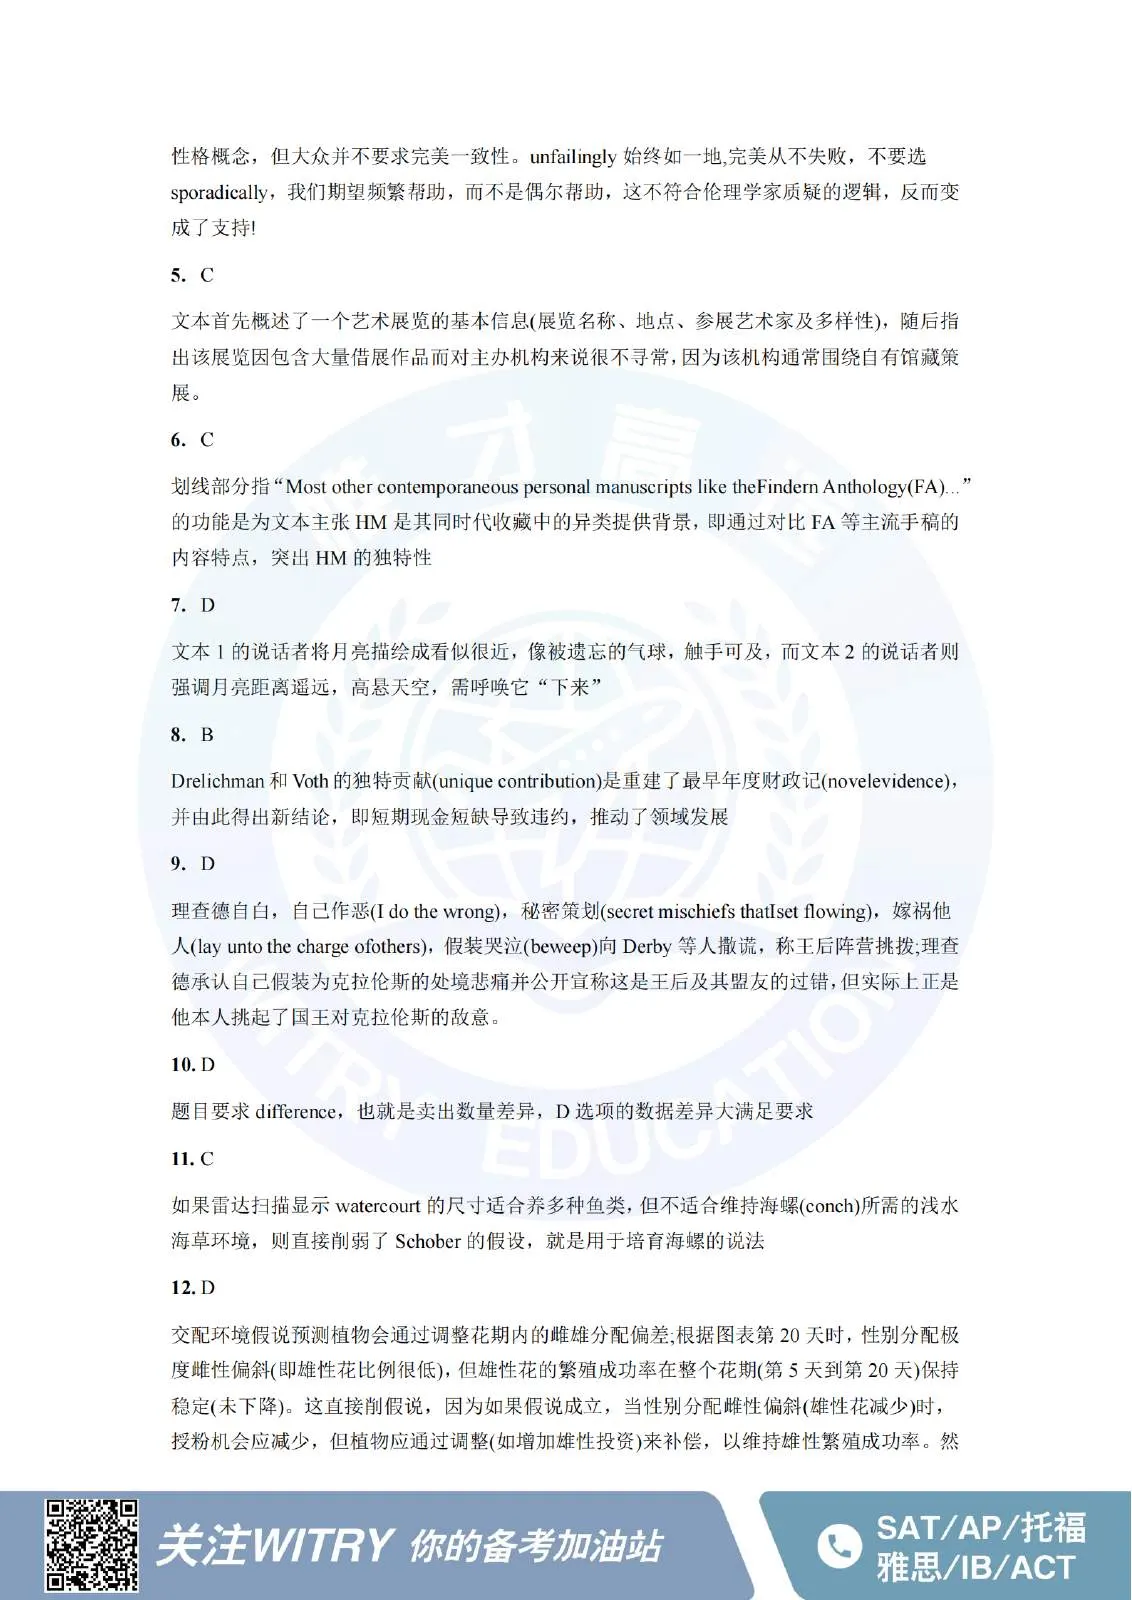 性格概念，但大众并不要求完美一致性。unfailingly 始终如一地,完美从不失败，不要选
sporadically，我们期望频繁帮助，而不是偶尔帮助，这不符合伦理学家质疑的逻辑，反而变
成了支持!
5. C
文本首先概述了一个艺术展览的基本信息(展览名称、地点、参展艺术家及多样性)，随后指
出该展览因包含大量借展作品而对主办机构来说很不寻常,因为该机构通常围绕自有馆藏策
展。
6. C
划线部分指“Most other contemporaneous personal manuscripts like theFindern Anthology(FA)...”
的功能是为文本主张 HM 是其同时代收藏中的异类提供背景，即通过对比 FA 等主流手稿的
内容特点，突出 HM 的独特性
7. D
文本 1 的说话者将月亮描绘成看似很近，像被遗忘的气球，触手可及，而文本 2 的说话者则
强调月亮距离遥远，高悬天空，需呼唤它“下来”
8. B
Drelichman 和 Voth 的独特贡献(unique contribution)是重建了最早年度财政记(novelevidence)，
并由此得出新结论，即短期现金短缺导致违约，推动了领域发展
9. D
理查德自白，自己作恶(I do the wrong)，秘密策划(secret mischiefs thatIset flowing)，嫁祸他
人(lay unto the charge ofothers)，假装哭泣(beweep)向 Derby 等人撒谎，称王后阵营挑拨;理查
德承认自己假装为克拉伦斯的处境悲痛并公开宣称这是王后及其盟友的过错,但实际上正是
他本人挑起了国王对克拉伦斯的敌意。
10. D
题目要求 difference，也就是卖出数量差异，D 选项的数据差异大满足要求
11. C
如果雷达扫描显示 watercourt 的尺寸适合养多种鱼类，但不适合维持海螺(conch)所需的浅水
海草环境，则直接削弱了 Schober 的假设，就是用于培育海螺的说法
12. D
交配环境假说预测植物会通过调整花期内的雌雄分配偏差;根据图表第 20 天时，性别分配极
度雌性偏斜(即雄性花比例很低)，但雄性花的繁殖成功率在整个花期(第 5 天到第 20 天)保持
稳定(未下降)。这直接削假说，因为如果假说成立，当性别分配雌性偏斜(雄性花减少)时，
授粉机会应减少，但植物应通过调整(如增加雄性投资)来补偿，以维持雄性繁殖成功率。然
WITRY EDUCATION
关注WITRY 你的备考加油站
SAT/AP/托福
雅思/IB/ACT